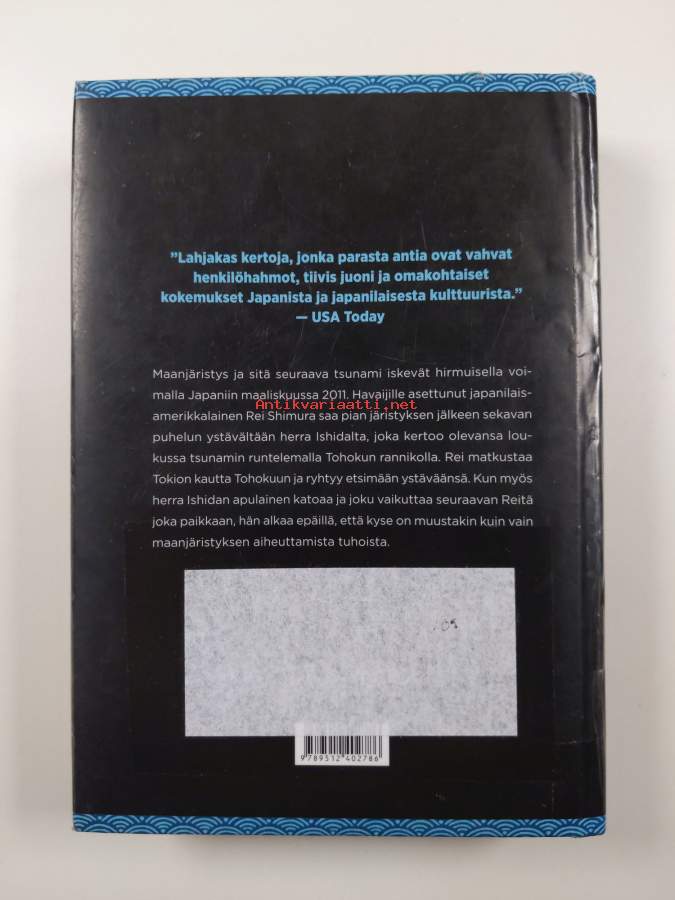 ”Lahjakas kertoja, jonka parasta antia ovat vahvat
henkilöhahmot, tiivis juoni ja omakohtaiset
kokemukset Japanista ja japanilaisesta kulttuurista.”
— USA Today
Maanjäristys ja sitä seuraava tsunami iskevät hirmuisella voi-
malla Japaniin maaliskuussa 2011. Havaijille asettunut japanilais-
Antikvariaatti.net
amerikkalainen Rei Shimura saa pian järistyksen jälkeen sekavan
puhelun ystävältään herra Ishidalta, joka kertoo olevansa lou-
kussa tsunamin runtelemalla Tohokun rannikolla. Rei matkustaa
Tokion kautta Tohokuun ja ryhtyy etsimään ystäväänsä. Kun myös
herra Ishidan apulainen katoaa ja joku vaikuttaa seuraavan Reitä
joka paikkaan, hän alkaa epäillä, että kyse on muustakin kuin vain
maanjäristyksen aiheuttamista tuhoista.
9789512402786